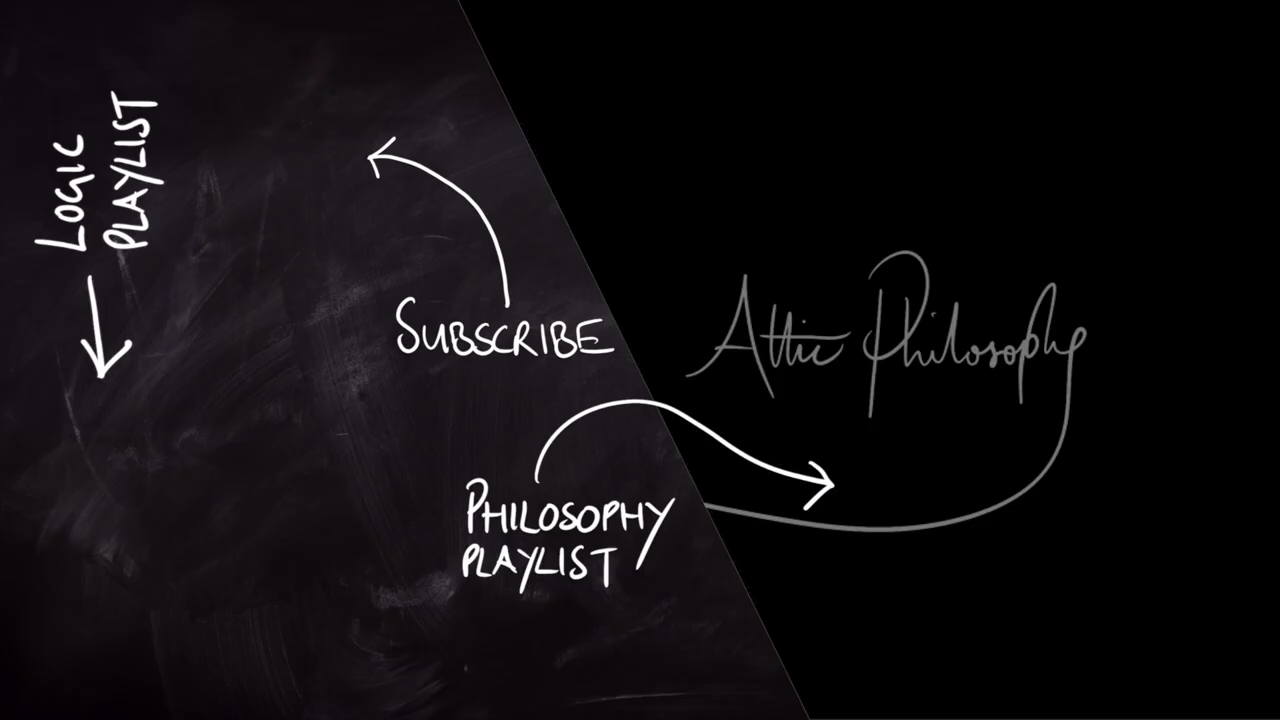 LOGIC
PLAYLIST
SUBSCRIBE
Attic Philosophy
PHILOSOPHY
PLAYLIST